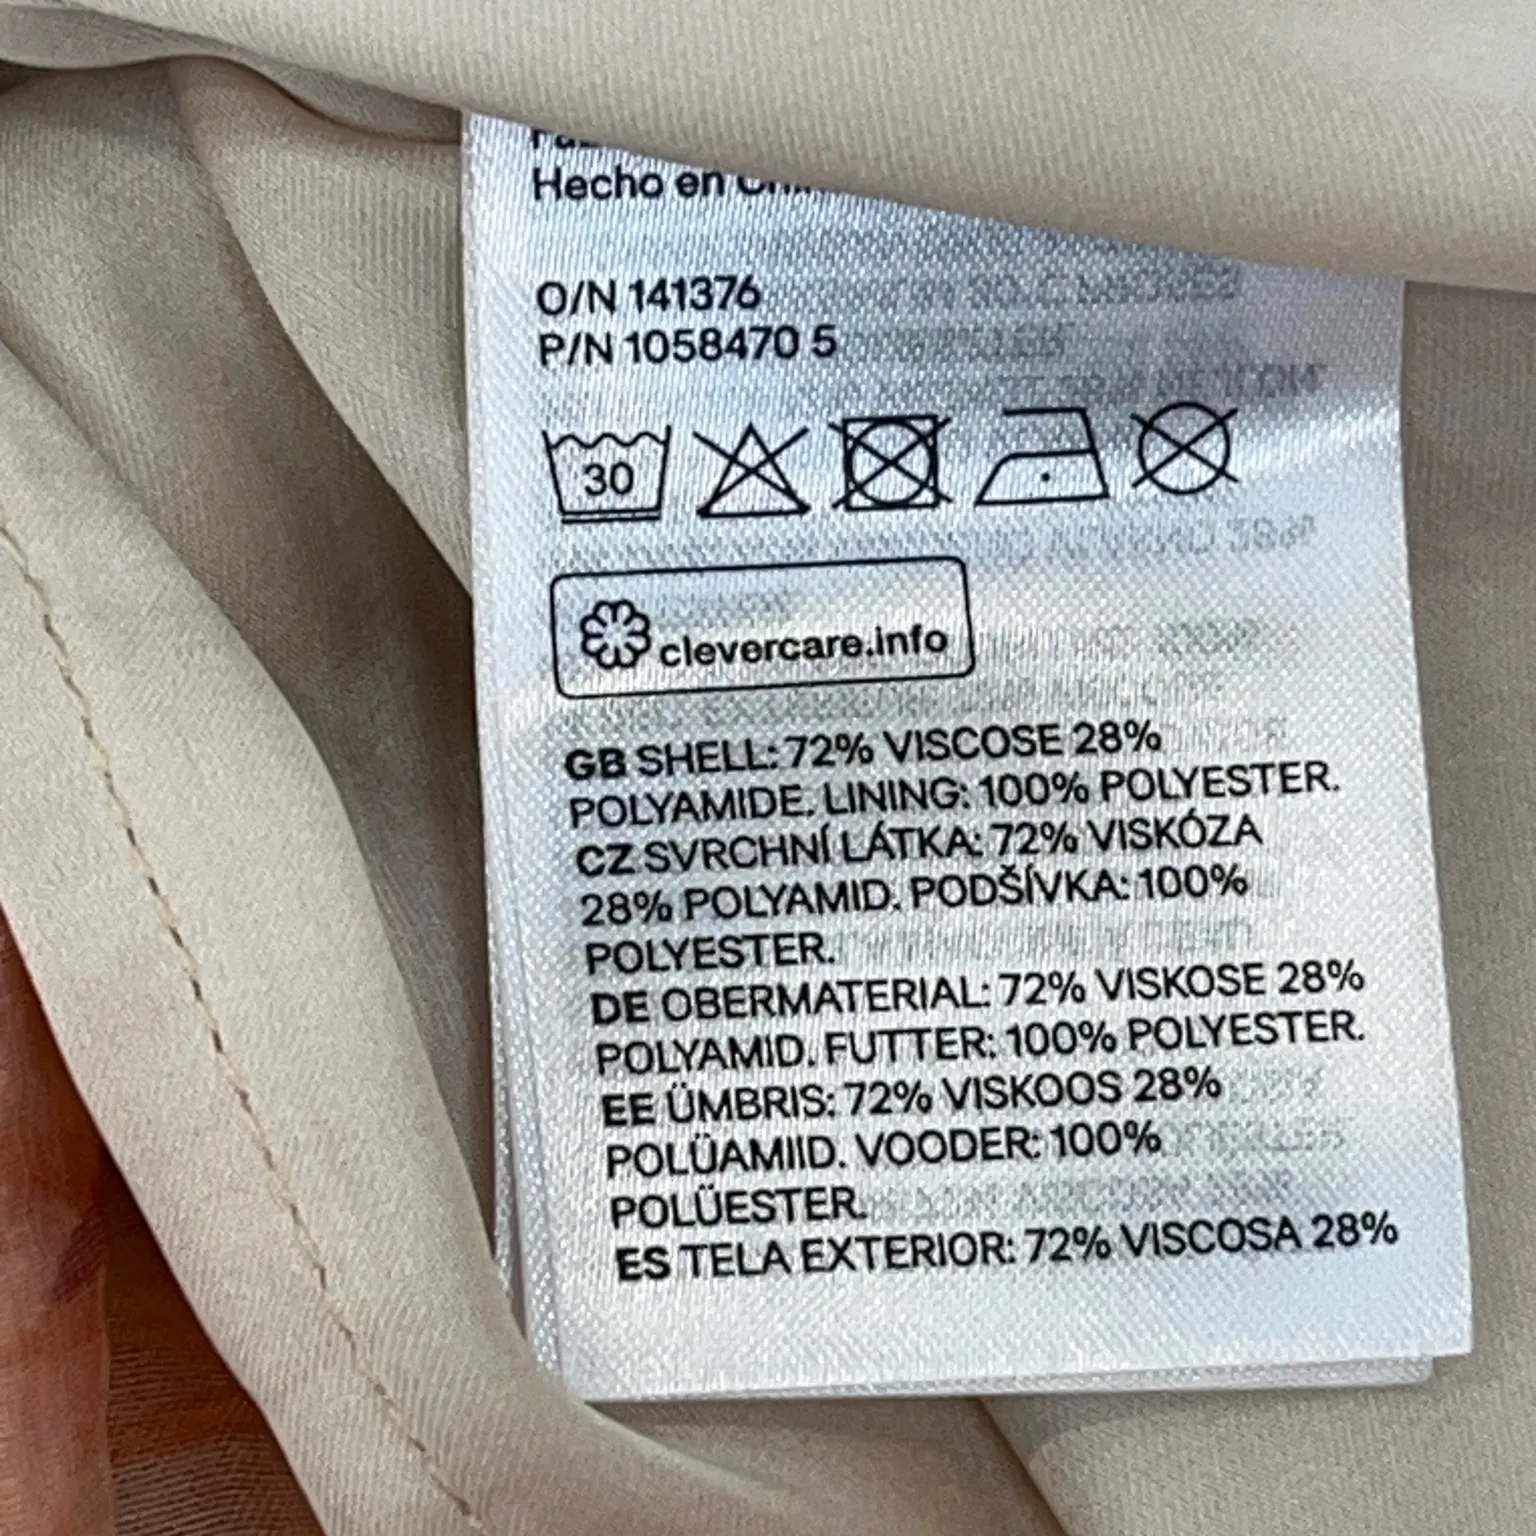 Hecho en
O/N 141376
P/N 1058470 5
30
clevercare.info
GB SHELL: 72% VISCOSE 28%
POLYAMIDE. LINING: 100% POLYESTER.
CZ SVRCHNÍ LÁTKA: 72% VISKÓZA
28% POLYAMID. PODŠÍVKA: 100%
POLYESTER.
DE OBERMATERIAL: 72% VISKOSE 28%
POLYAMID. FUTTER: 100% POLYESTER.
EE ÜMBRIS: 72% VISKOOS 28%
POLÜAMIID. VOODER: 100%
POLÜESTER.
ES TELA EXTERIOR: 72% VISCOSA 28%